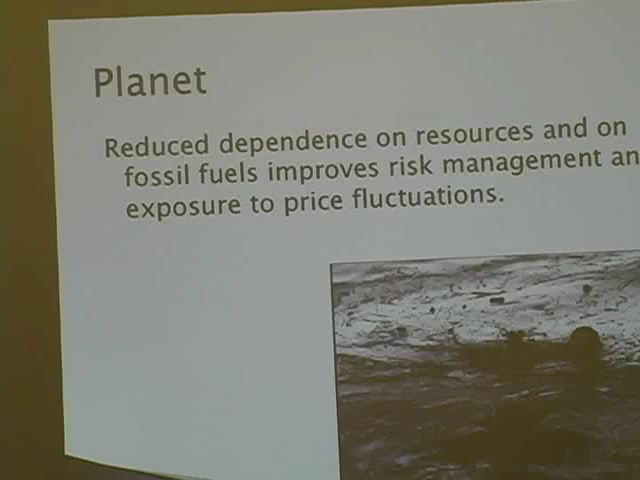 Planet
Reduced dependence on resources and on
fossil fuels improves risk management an
exposure to price fluctuations.